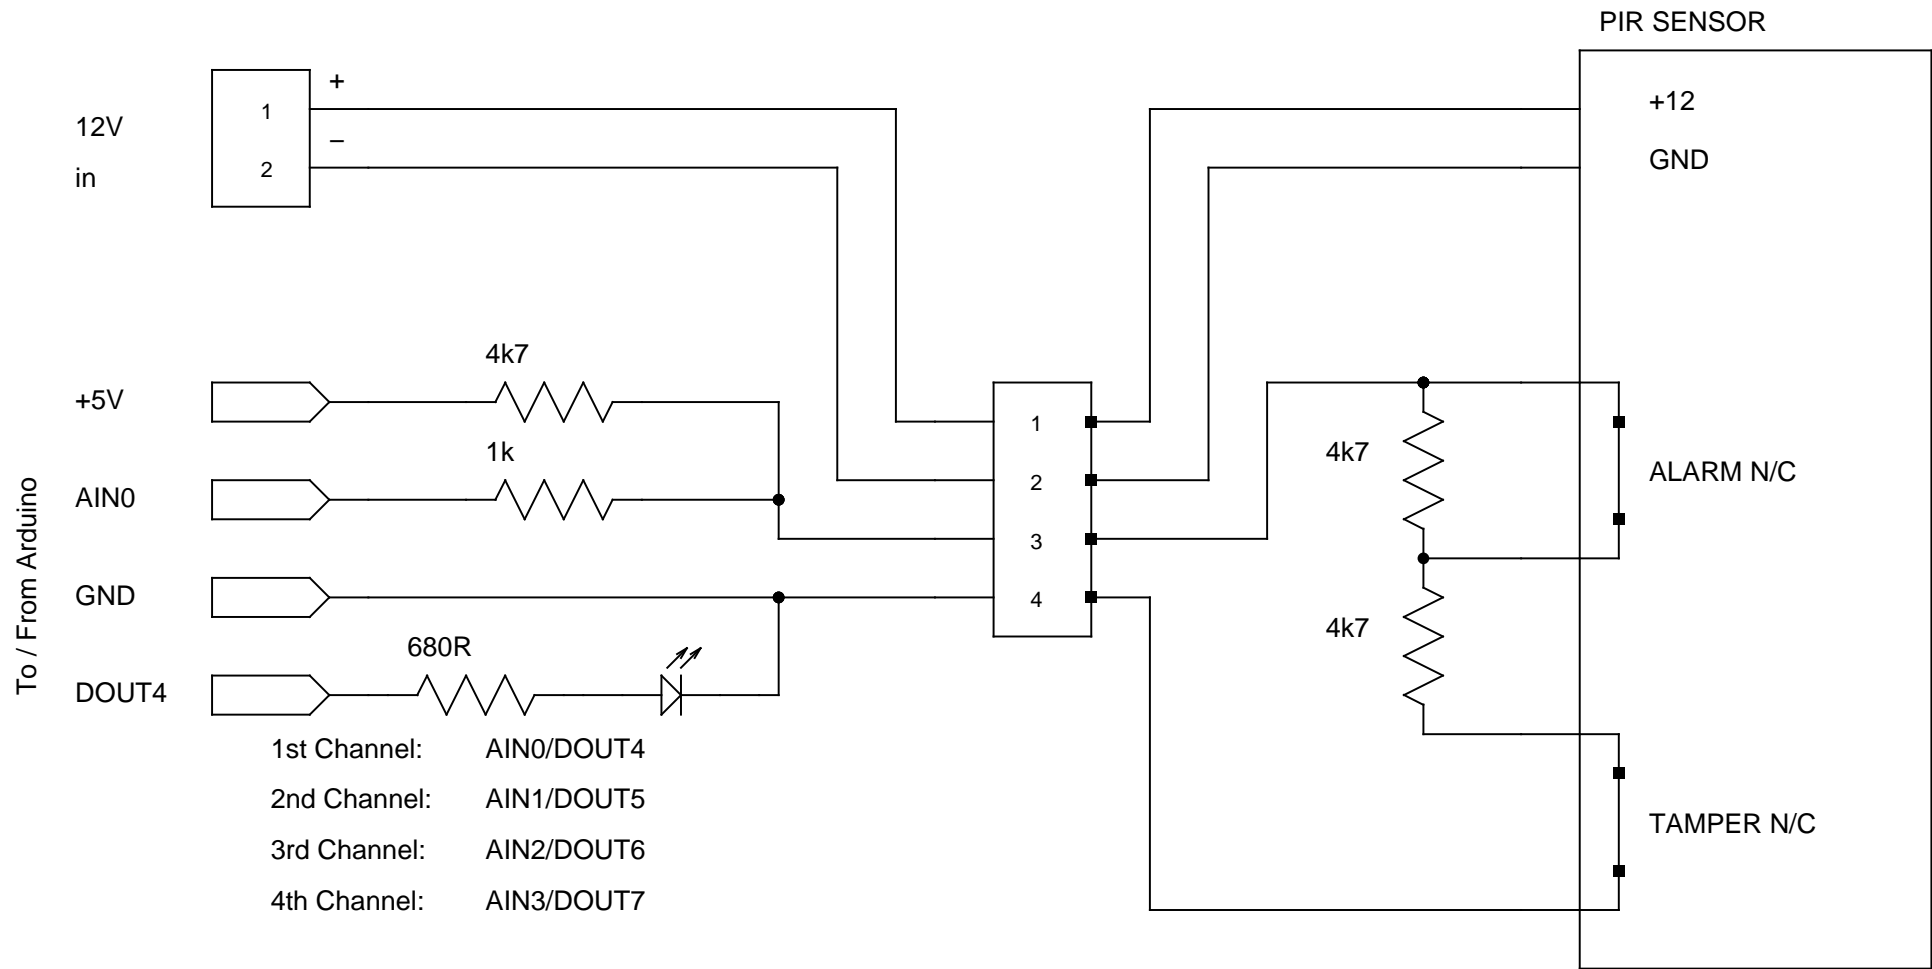 PIR SENSOR
+
1
12V
–
in
2
+12
GND
4k7
+5V
1k
AIN0
GND
680R
DOUT4
To / From Arduino
1
2
3
4
4k7
ALARM N/C
4k7
TAMPER N/C
1st Channel: AIN0/DOUT4
2nd Channel: AIN1/DOUT5
3rd Channel: AIN2/DOUT6
4th Channel: AIN3/DOUT7